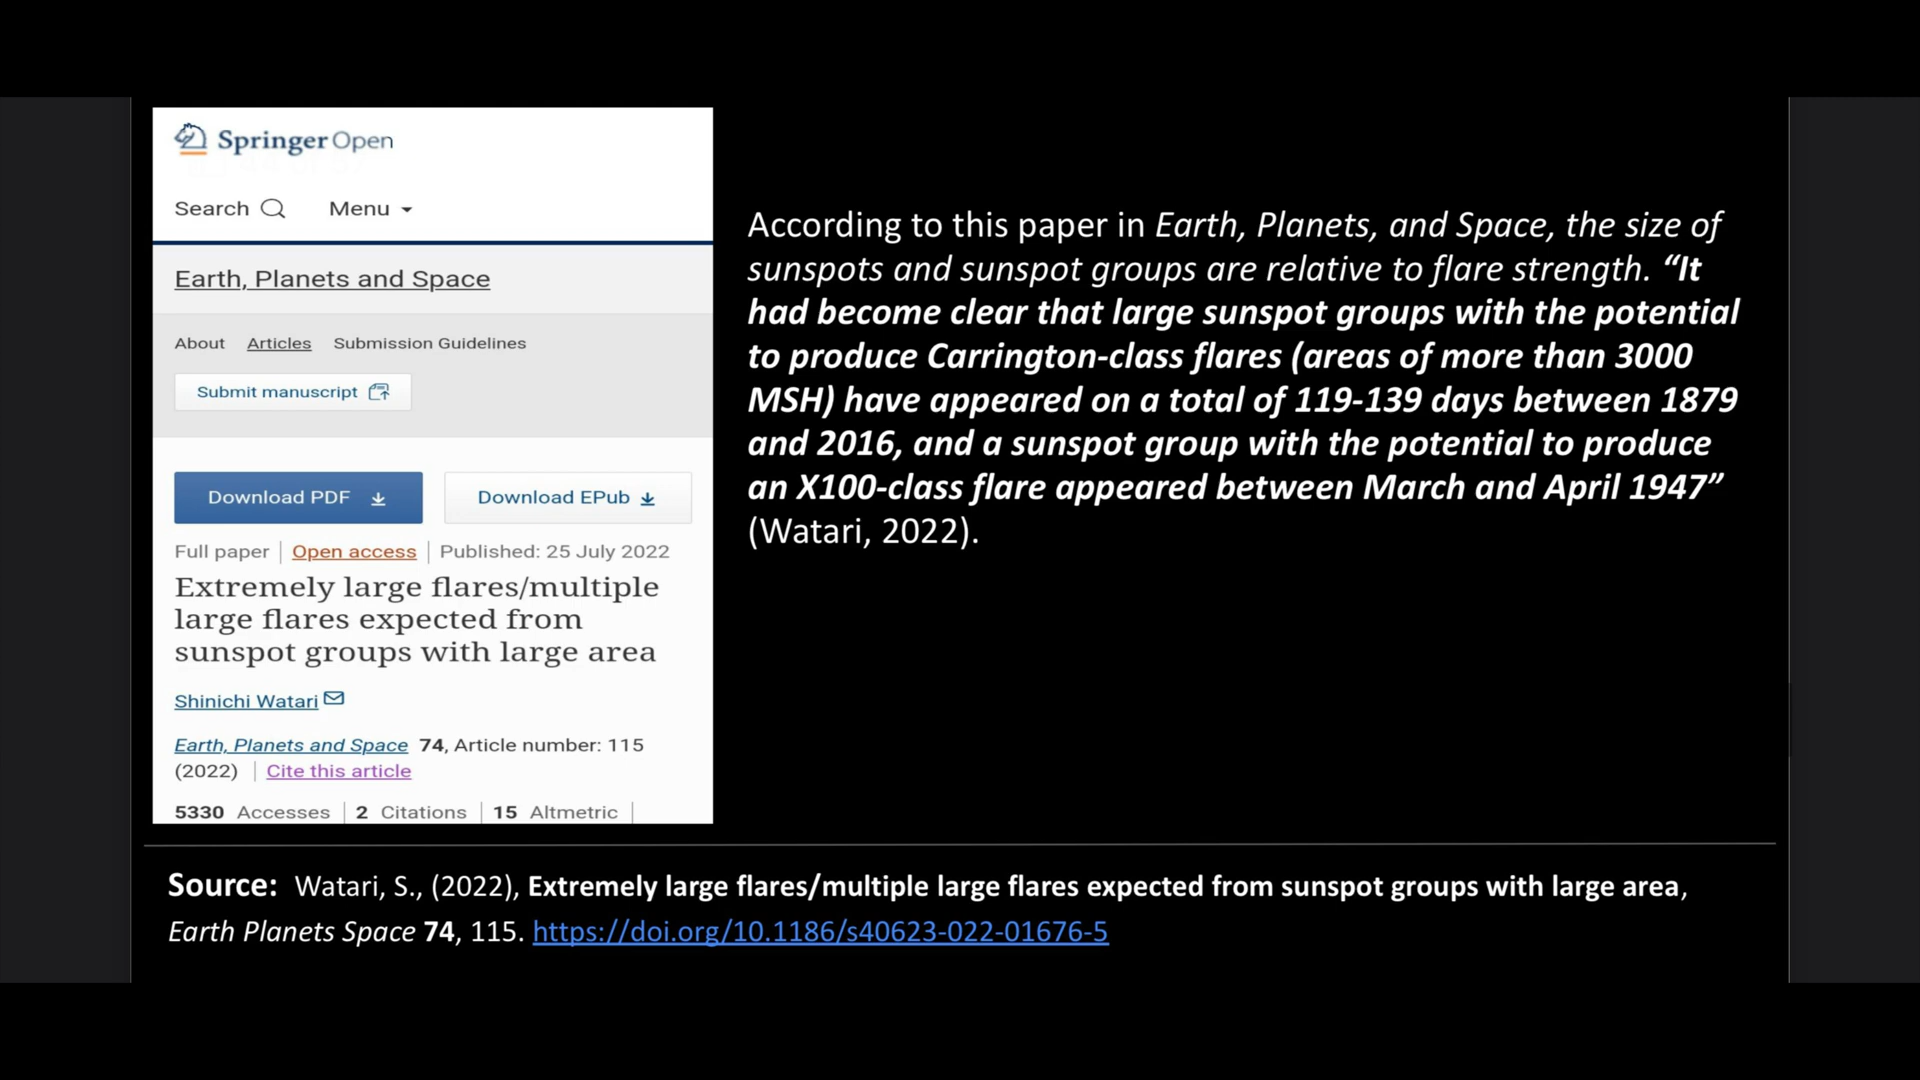 Springer Open
Search
Menu
Earth, Planets and Space
About Articles Submission Guidelines
Submit manuscript
Download PDF
Download EPub
Full paper | Open access | Published: 25 July 2022
Extremely large flares/multiple
large flares expected from
sunspot groups with large area
Shinichi Watari
Earth, Planets and Space 74, Article number: 115
(2022) | Cite this article
5330 Accesses | 2 Citations | 15 Altmetric |
According to this paper in Earth, Planets, and Space, the size of
sunspots and sunspot groups are relative to flare strength. “It
had become clear that large sunspot groups with the potential
to produce Carrington-class flares (areas of more than 3000
MSH) have appeared on a total of 119-139 days between 1879
and 2016, and a sunspot group with the potential to produce
an X100-class flare appeared between March and April 1947”
(Watari, 2022).
Source: Watari, S., (2022), Extremely large flares/multiple large flares expected from sunspot groups with large area,
Earth Planets Space 74, 115. https://doi.org/10.1186/s40623-022-01676-5